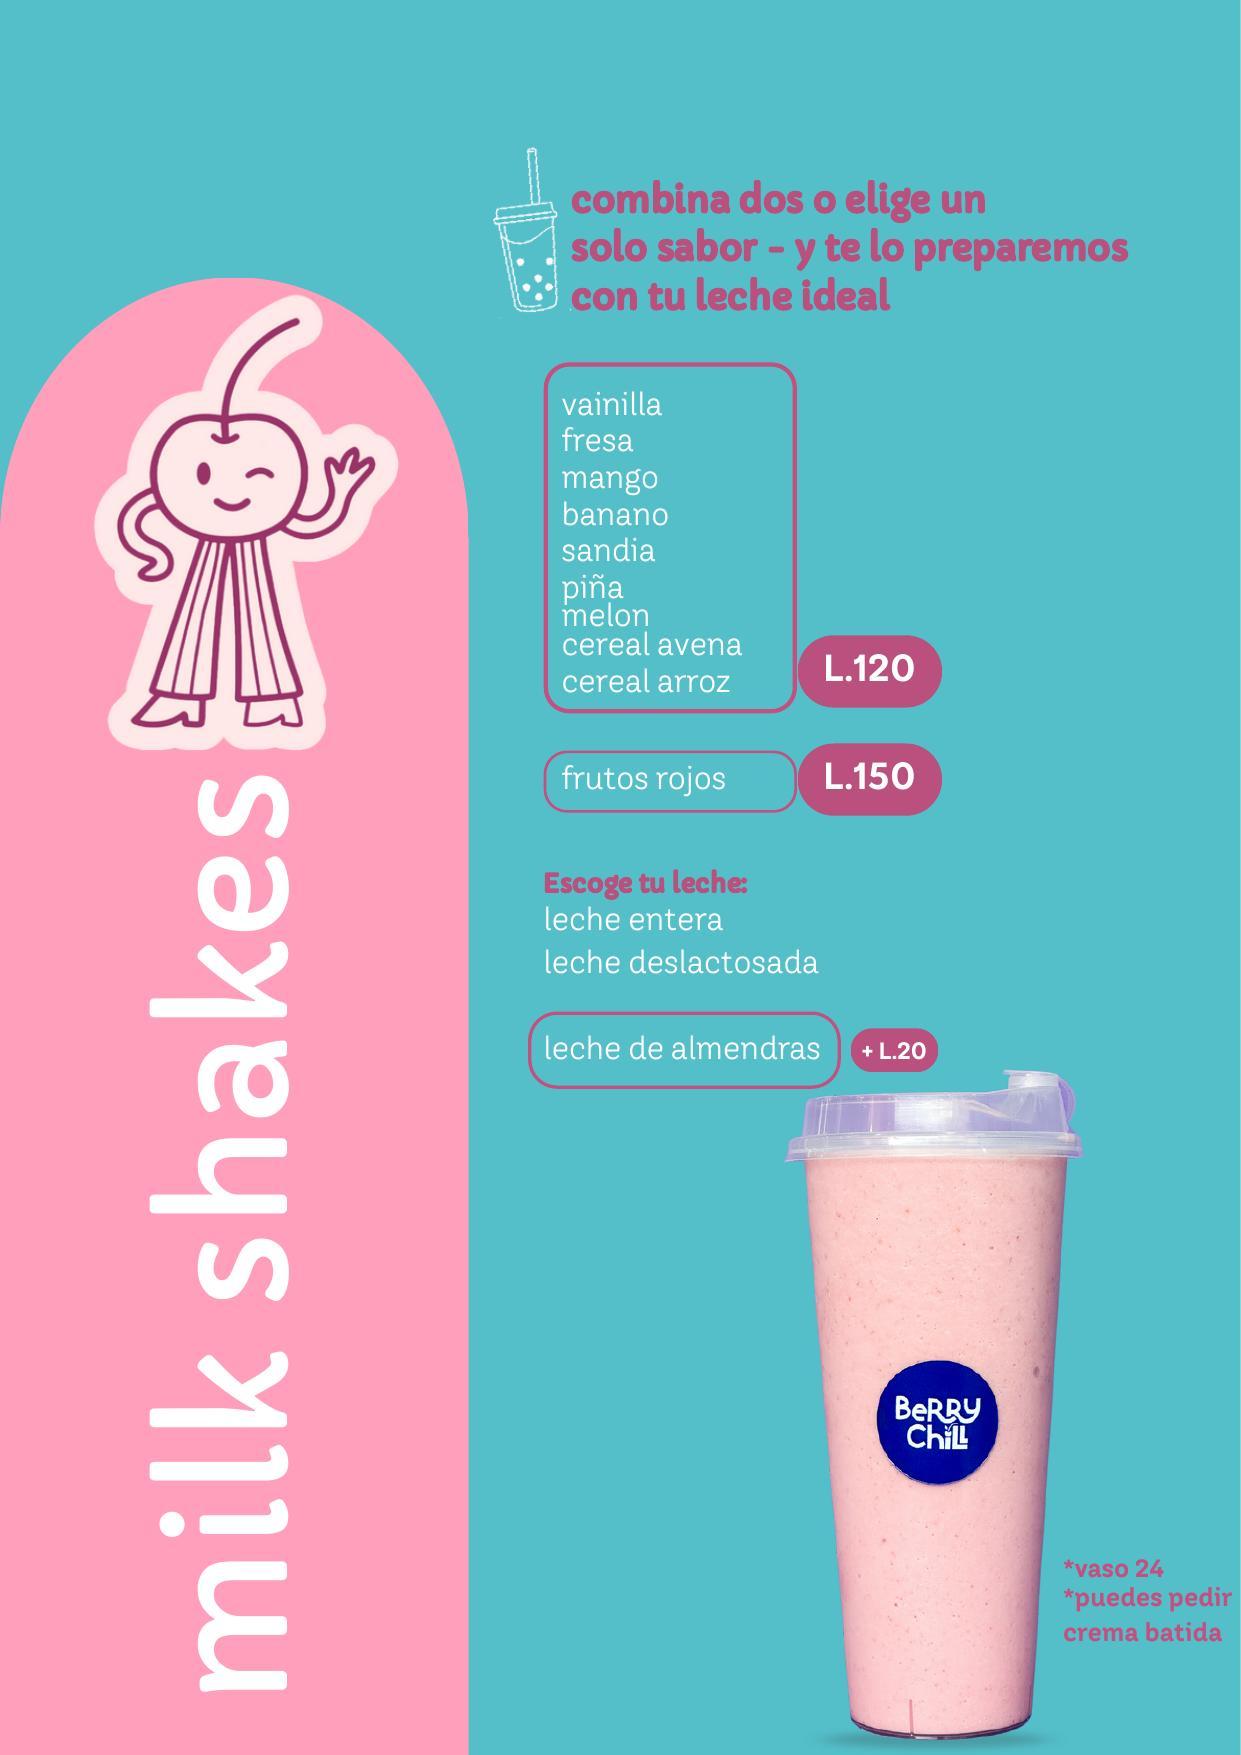 combina dos o elige un
solo sabor - y te lo preparemos
con tu leche ideal
vainilla
fresa
mango
banano
sandia
piña
melon
cereal avena
cereal arroz
L.120
frutos rojos
L.150
Escoge tu leche:
leche entera
leche deslactosada
leche de almendras
+ L.20
milk shakes
BeRRy
ChiLL
*vaso 24
*puedes pedir
crema batida